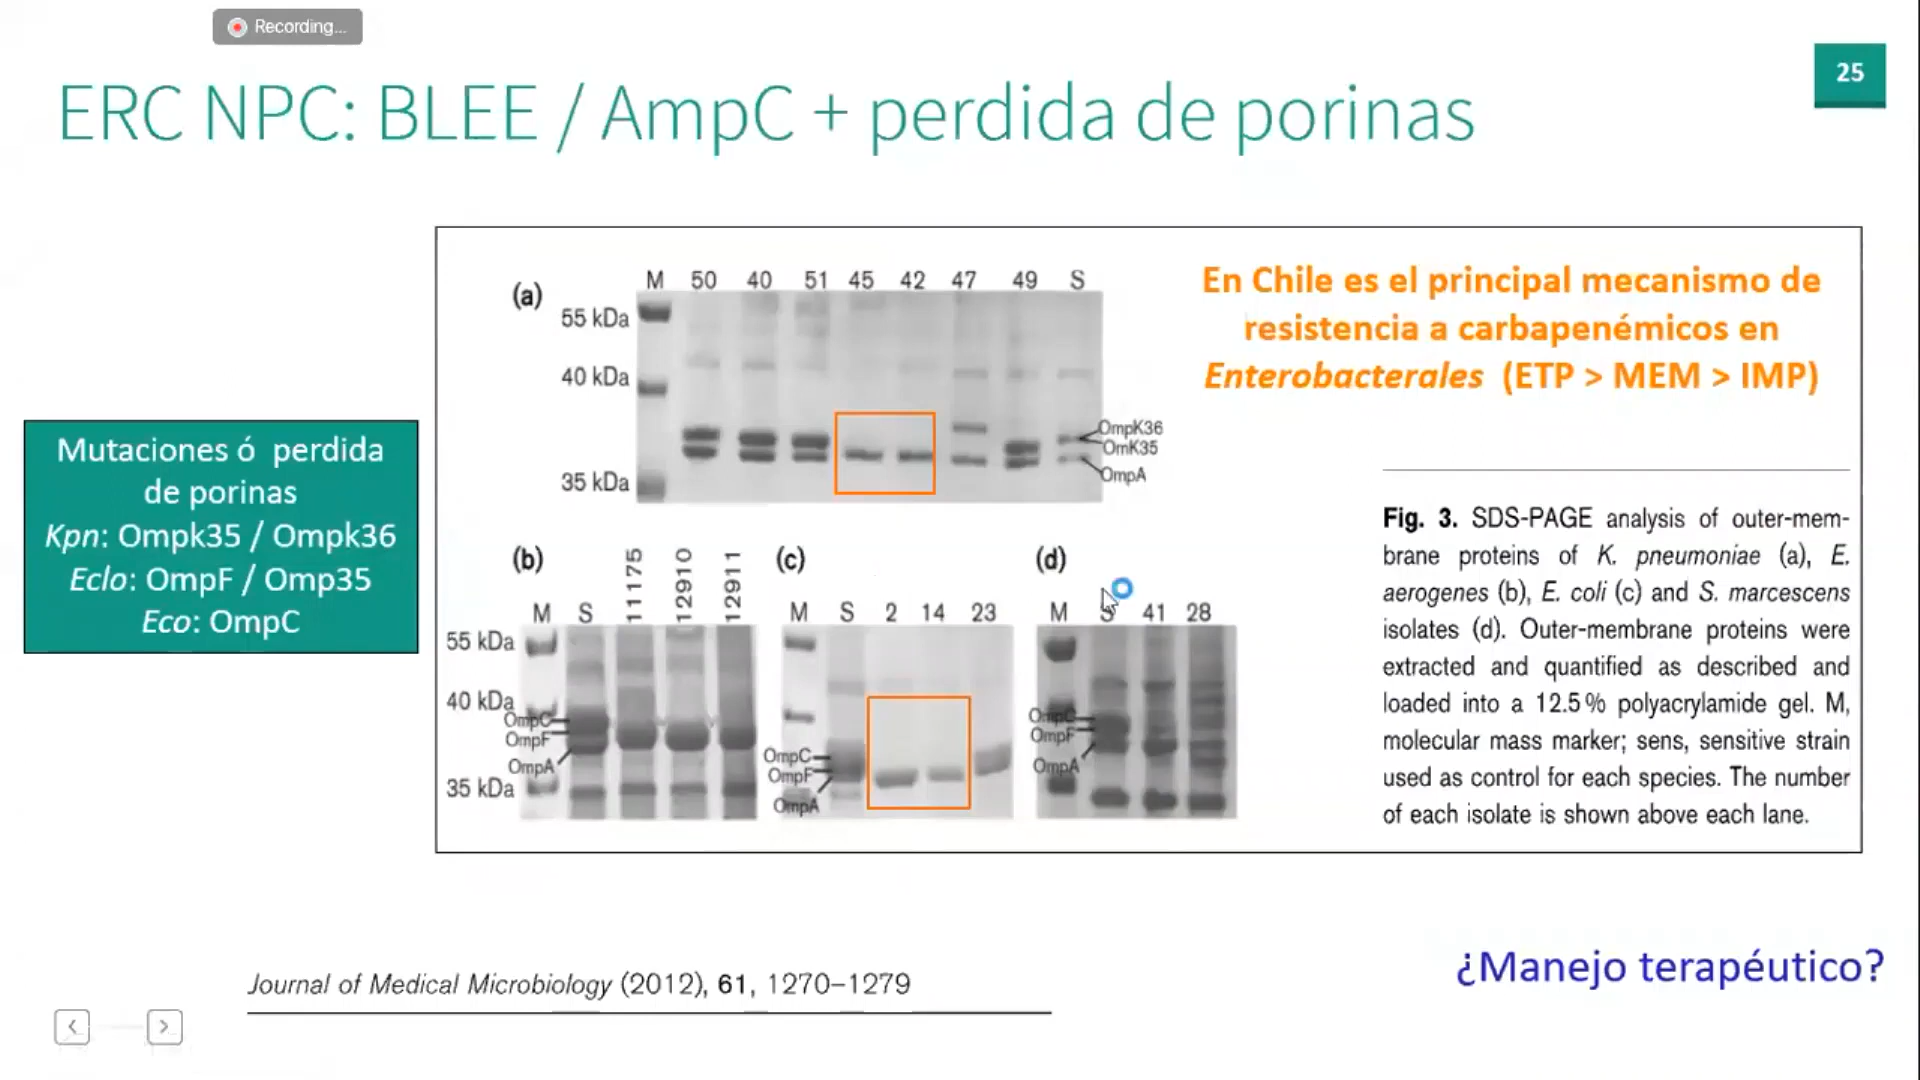 Recording...
25
ERC NPC: BLEE / AmpC + perdida de porinas
Mutaciones ó perdida
de porinas
Kpn: Ompk35 / Ompk36
Eclo: OmpF / Omp35
Eco: OmpC
(a)
M 50 40 51 45 42 47 49 S
55 kDa
40 kDa
35 kDa
OmpK36
OmK35
OmpA
(b)
M S 11175 12910 12911
55 kDa
40 kDa
OmpC
OmpF
OmpA
35 kDa
(c)
M S 2 14 23
OmpC
OmpF
OmpA
(d)
M S 41 28
OmpC
OmpF
OmpA
En Chile es el principal mecanismo de
resistencia a carbapenémicos en
Enterobacterales (ETP > MEM > IMP)
Fig. 3. SDS-PAGE analysis of outer-mem-
brane proteins of K. pneumoniae (a), E.
aerogenes (b), E. coli (c) and S. marcescens
isolates (d). Outer-membrane proteins were
extracted and quantified as described and
loaded into a 12.5 % polyacrylamide gel. M,
molecular mass marker; sens, sensitive strain
used as control for each species. The number
of each isolate is shown above each lane.
¿Manejo terapéutico?
Journal of Medical Microbiology (2012), 61, 1270–1279